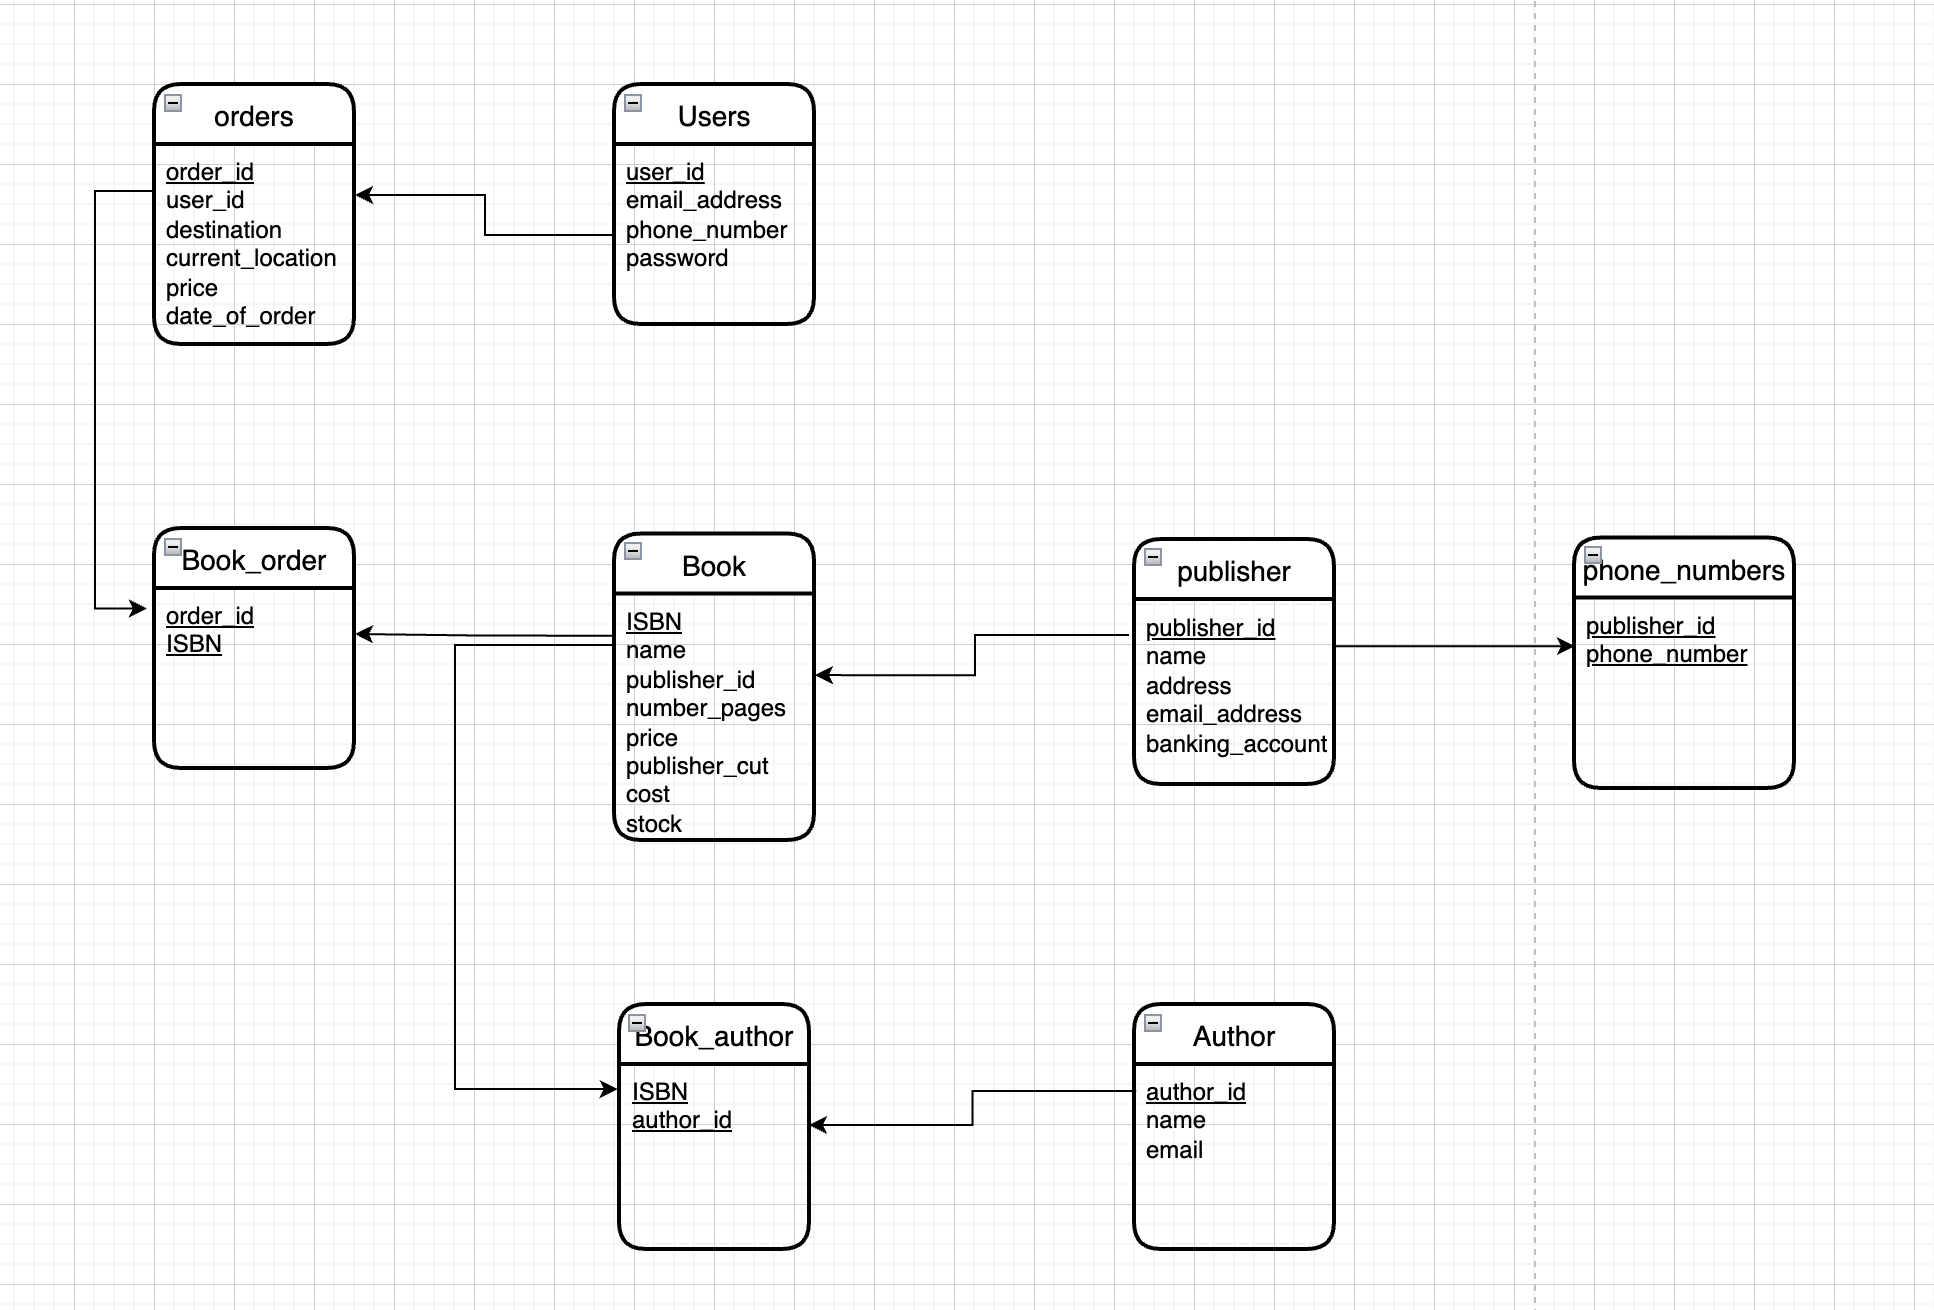 orders
order_id
user_id
destination
current_location
price
date_of_order
Users
user_id
email_address
phone_number
password
Book_order
order_id
ISBN
Book
ISBN
name
publisher_id
number_pages
price
publisher_cut
cost
stock
publisher
publisher_id
name
address
email_address
banking_account
phone_numbers
publisher_id
phone_number
Book_author
ISBN
author_id
Author
author_id
name
email